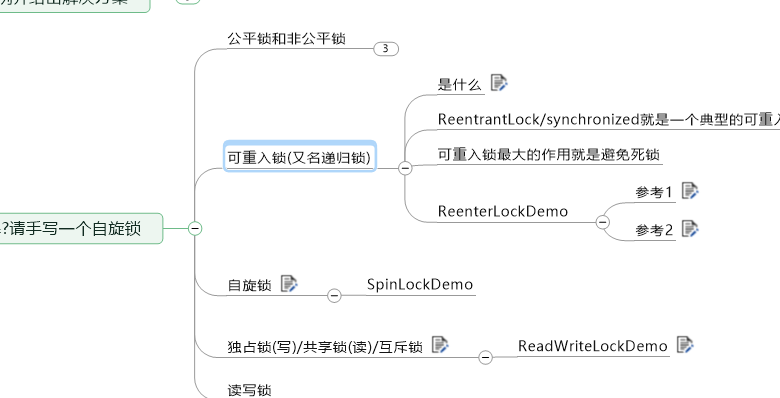 公平锁和非公平锁
3
是什么
ReentrantLock/synchronized就是一个典型的可重入
可重入锁(又名递归锁)
可重入锁最大的作用就是避免死锁
参考1
ReenterLockDemo
参考2
?请手写一个自旋锁
自旋锁
SpinLockDemo
独占锁(写)/共享锁(读)/互斥锁
ReadWriteLockDemo
读写锁